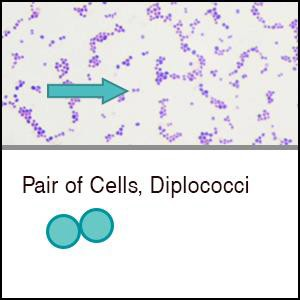 Pair of Cells, Diplococci